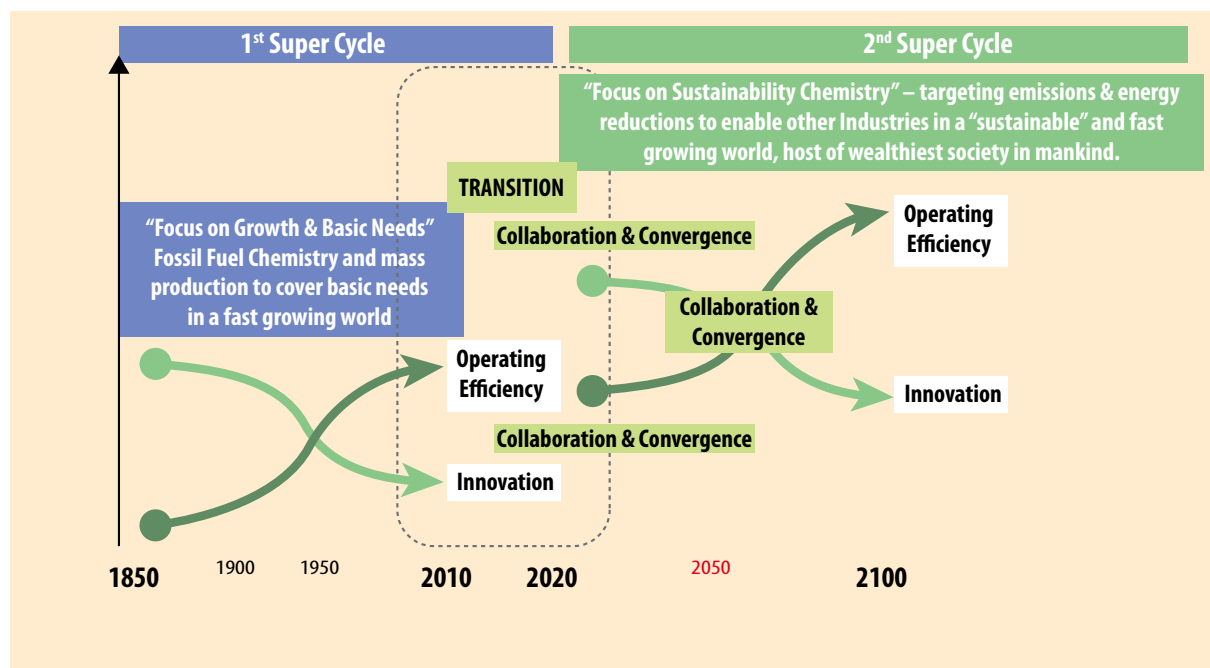 1st Super Cycle
2nd Super Cycle
“Focus on Sustainability Chemistry” – targeting emissions & energy
reductions to enable other Industries in a “sustainable” and fast
growing world, host of wealthiest society in mankind.
TRANSITION
“Focus on Growth & Basic Needs”
Fossil Fuel Chemistry and mass
production to cover basic needs
in a fast growing world
Collaboration & Convergence
Operating
Efficiency
Collaboration &
Convergence
Operating
Efficiency
Innovation
Collaboration & Convergence
Innovation
1850
1900
1950
2010
2020
2050
2100